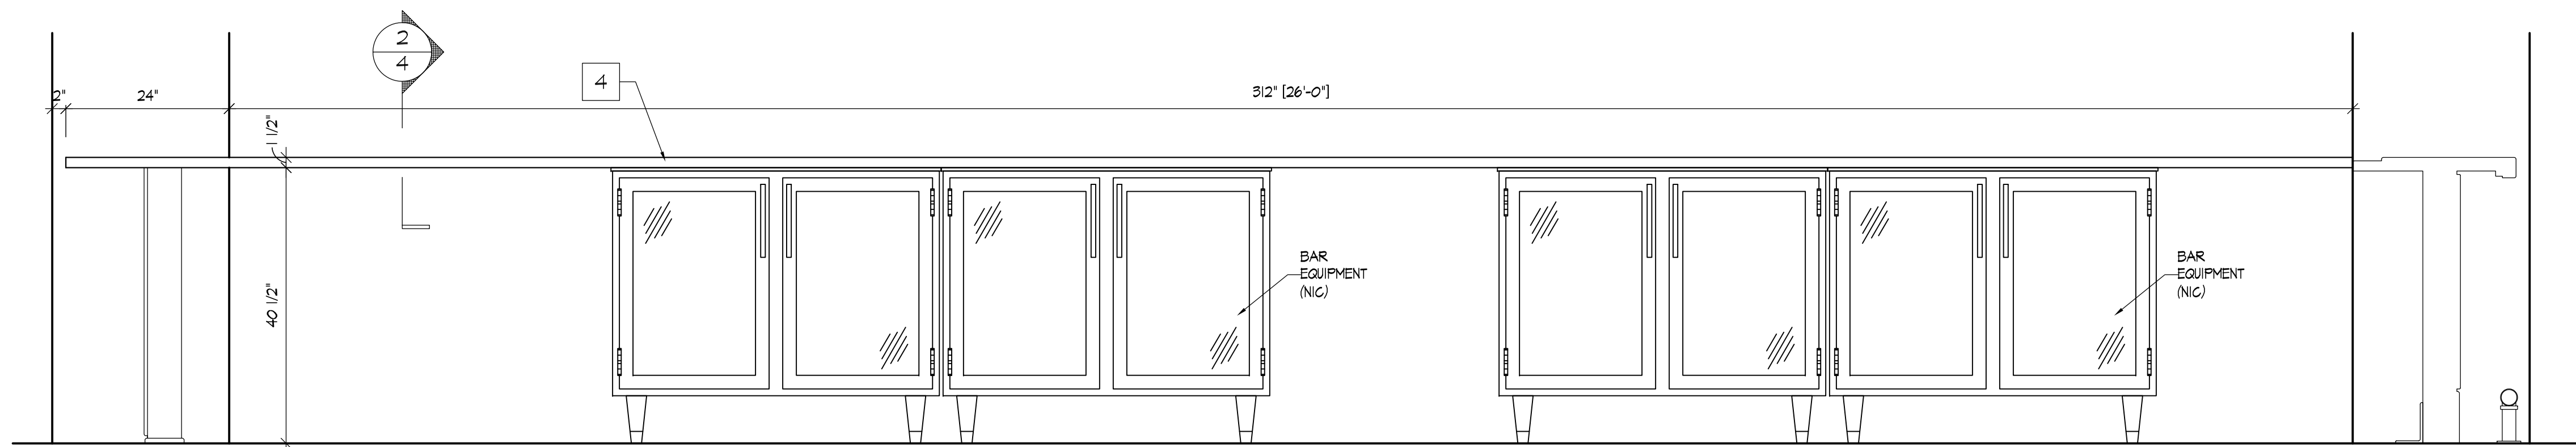 2
4
4
2"
24"
312" [26'-0"]
1 1/2"
40 1/2"
BAR
EQUIPMENT
(NIC)
BAR
EQUIPMENT
(NIC)